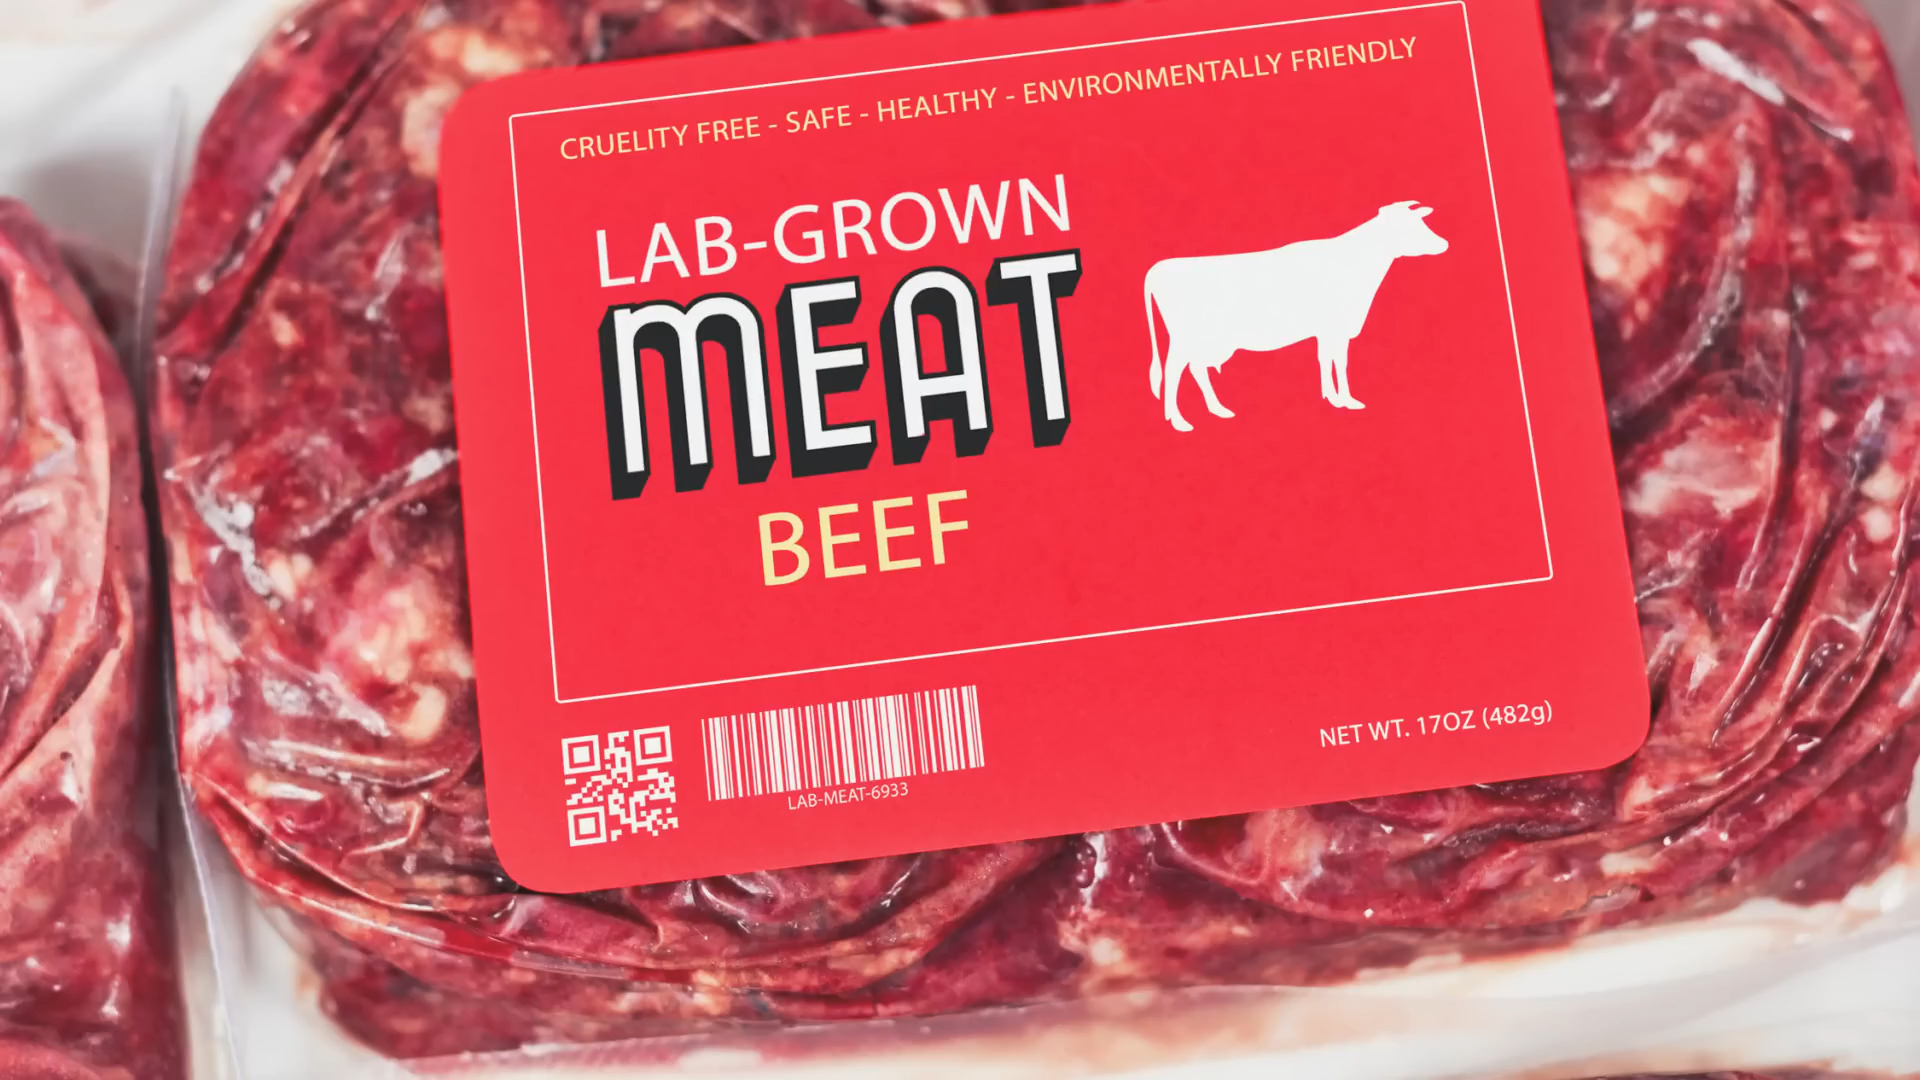 CRUELITY FREE - SAFE - HEALTHY - ENVIRONMENTALLY FRIENDLY
LAB-GROWN
MEAT
BEEF
LAB-MEAT-6933
NET WT. 17OZ (482g)